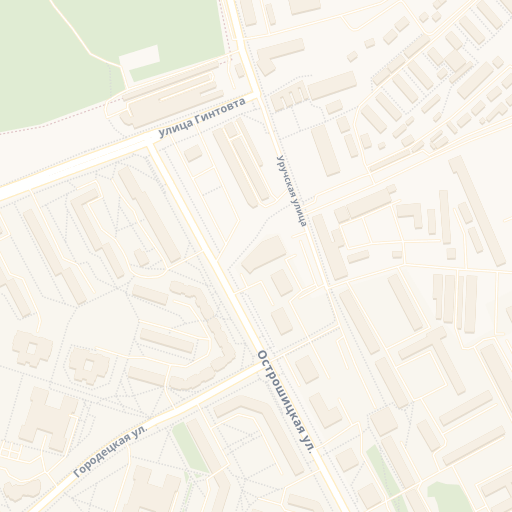 улица Гинтовта
Уручская улица
Острошицкая ул.
Городецкая ул.